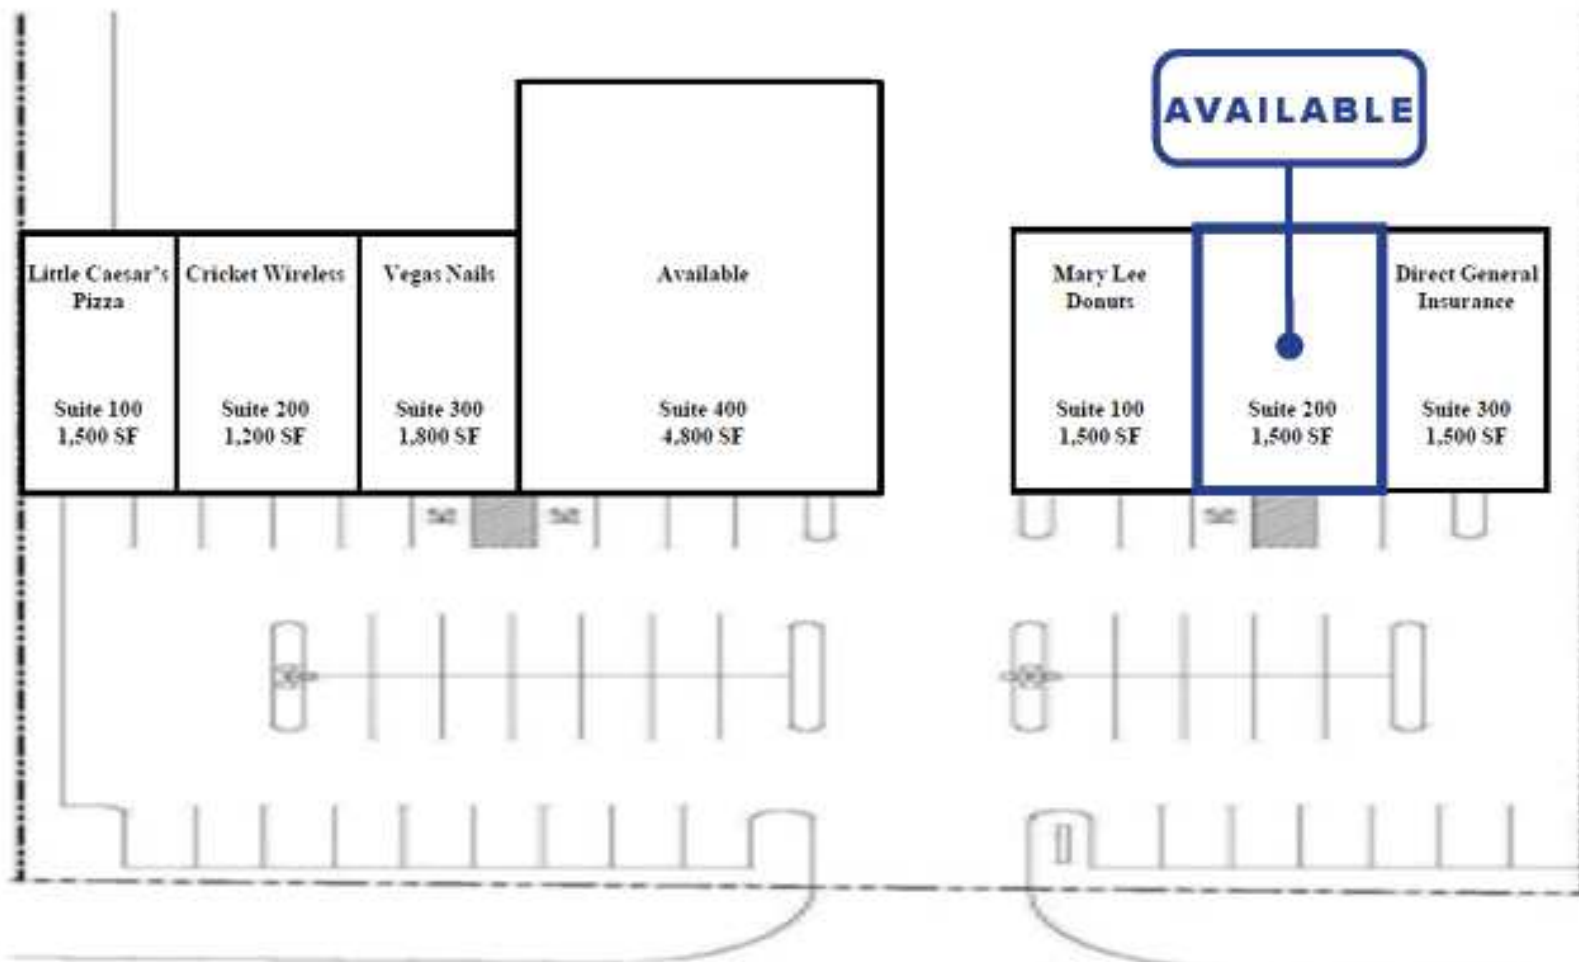 AVAILABLE
Little Caesar's
Pizza
Suite 100
1,500 SF
Cricket Wireless
Suite 200
1,200 SF
Vegas Nails
Suite 300
1,800 SF
Available
Suite 400
4,800 SF
Mary Lee
Donuts
Suite 100
1,500 SF
Suite 200
1,500 SF
Direct General
Insurance
Suite 300
1,500 SF